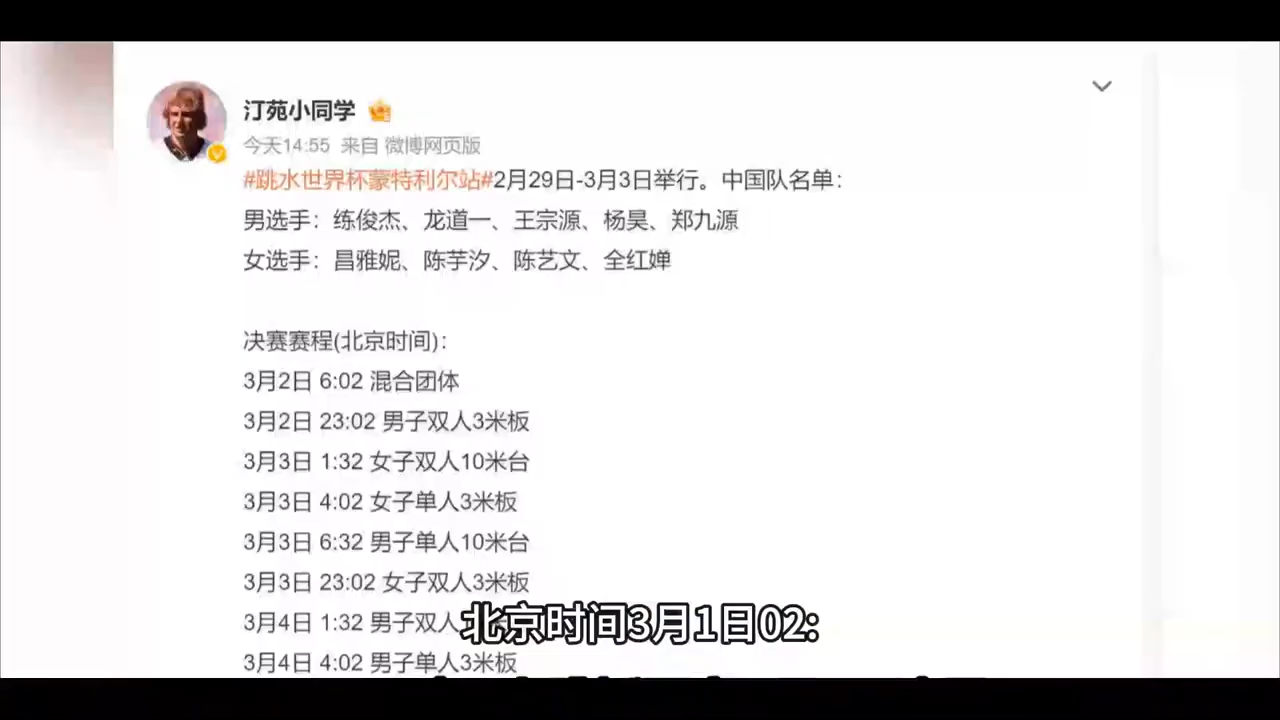 汀苑小同学
今天14:55 来自 微博网页版
#跳水世界杯蒙特利尔站#2月29日-3月3日举行。中国队名单：
男选手：练俊杰、龙道一、王宗源、杨昊、郑九源
女选手：昌雅妮、陈芋汐、陈艺文、全红婵
决赛赛程(北京时间)：
3月2日 6:02 混合团体
3月2日 23:02 男子双人3米板
3月3日 1:32 女子双人10米台
3月3日 4:02 女子单人3米板
3月3日 6:32 男子单人10米台
3月3日 23:02 女子双人3米板
3月4日 1:32 男子双人
北京时间3月1日02:
3月4日 4:02 男子单人3米板